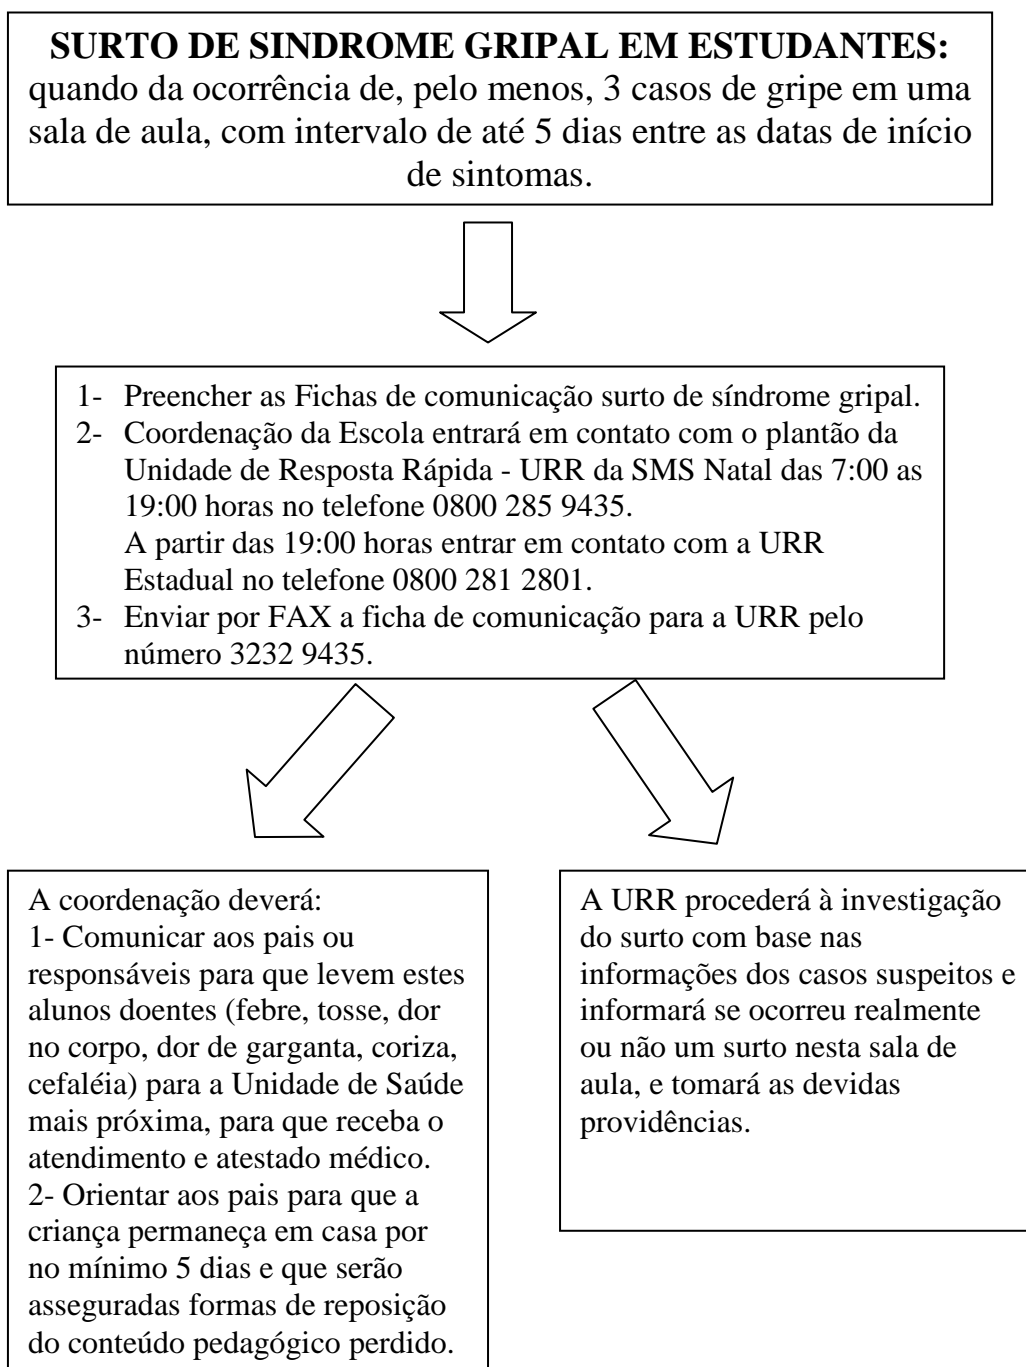 SURTO DE SINDROME GRIPAL EM ESTUDANTES:
quando da ocorrência de, pelo menos, 3 casos de gripe em uma
sala de aula, com intervalo de até 5 dias entre as datas de início
de sintomas.
1- Preencher as Fichas de comunicação surto de síndrome gripal.
2- Coordenação da Escola entrará em contato com o plantão da
Unidade de Resposta Rápida - URR da SMS Natal das 7:00 as
19:00 horas no telefone 0800 285 9435.
A partir das 19:00 horas entrar em contato com a URR
Estadual no telefone 0800 281 2801.
3- Enviar por FAX a ficha de comunicação para a URR pelo
número 3232 9435.
A coordenação deverá:
1- Comunicar aos pais ou
responsáveis para que levem estes
alunos doentes (febre, tosse, dor
no corpo, dor de garganta, coriza,
cefaléia) para a Unidade de Saúde
mais próxima, para que receba o
atendimento e atestado médico.
2- Orientar aos pais para que a
criança permaneça em casa por
no mínimo 5 dias e que serão
asseguradas formas de reposição
do conteúdo pedagógico perdido.
A URR procederá à investigação
do surto com base nas
informações dos casos suspeitos e
informará se ocorreu realmente
ou não um surto nesta sala de
aula, e tomará as devidas
providências.